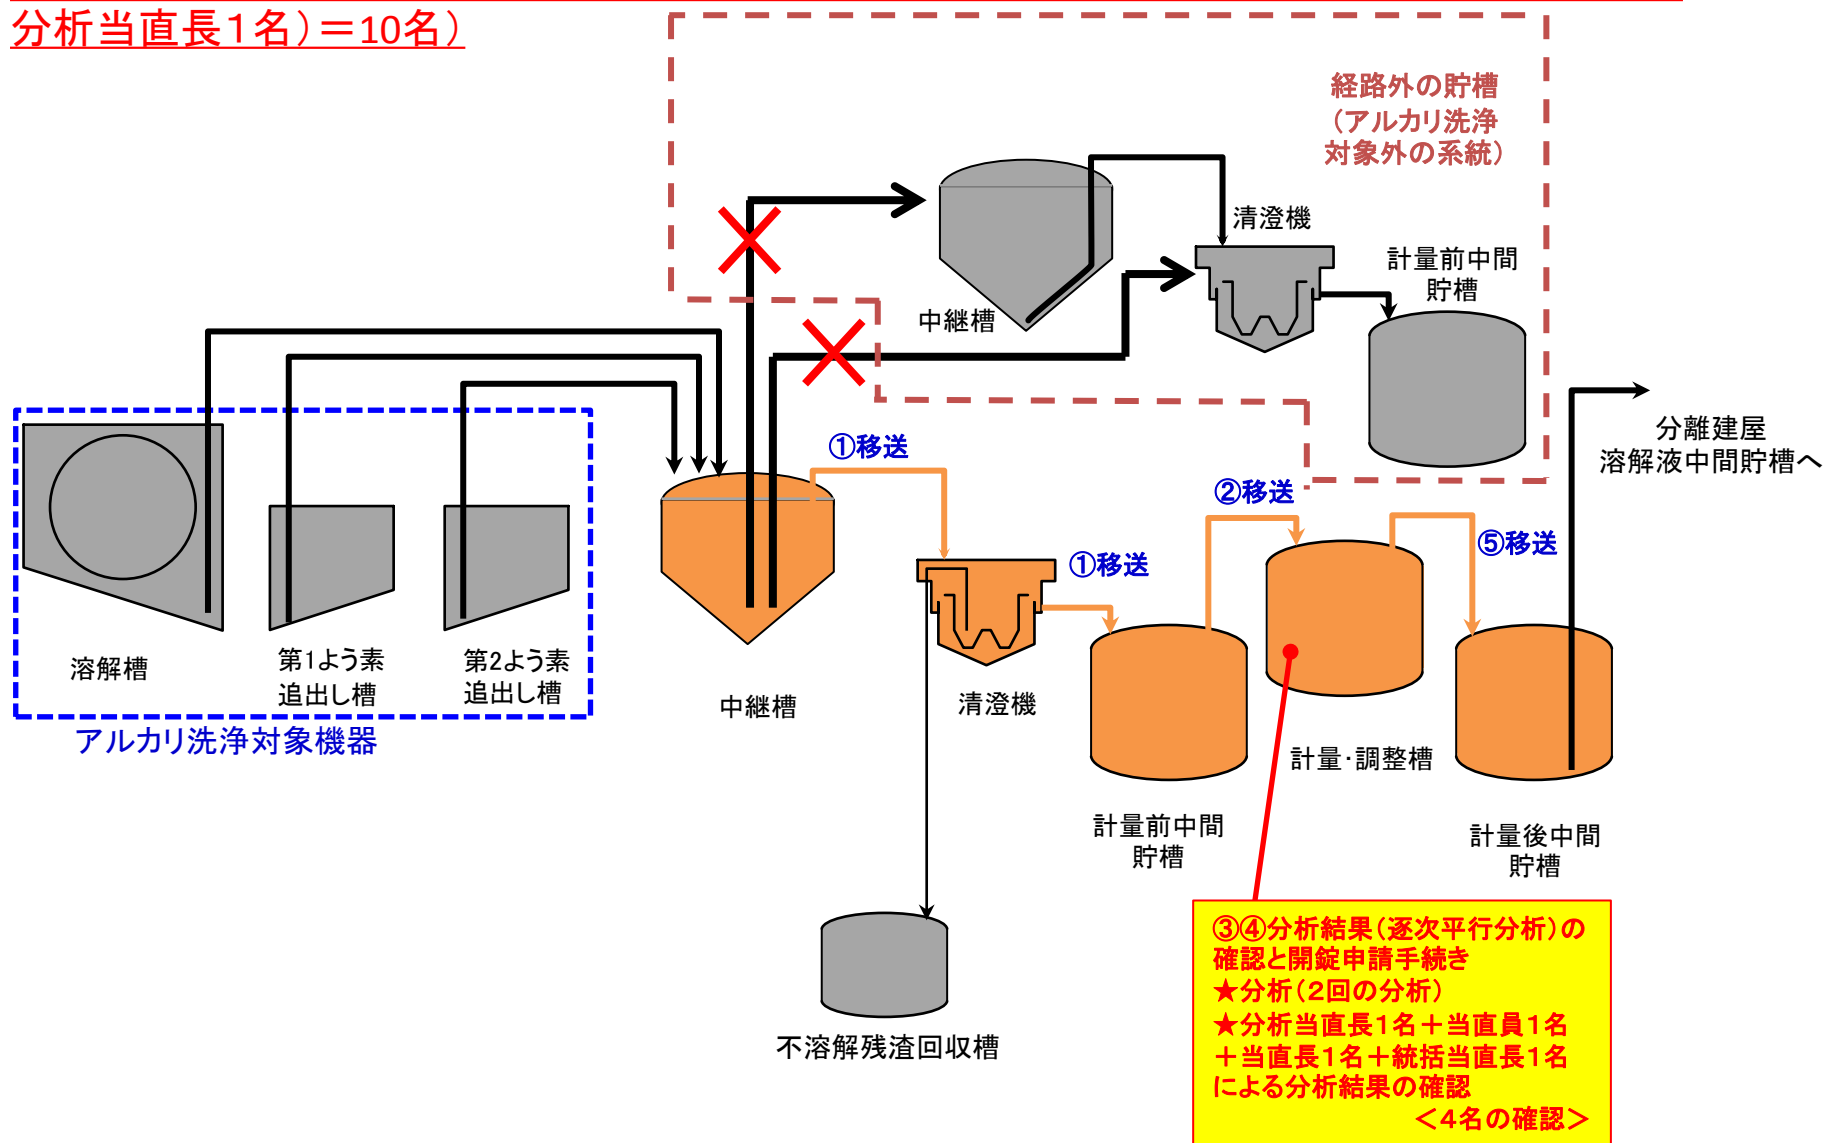 分析当直長1名)＝10名)
経路外の貯槽
（アルカリ洗浄
対象外の系統）
清澄機
計量前中間
貯槽
中継槽
分離建屋
溶解液中間貯槽へ
①移送
②移送
⑤移送
①移送
溶解槽
第1よう素
追出し槽
第2よう素
追出し槽
アルカリ洗浄対象機器
中継槽
清澄機
計量・調整槽
計量前中間
貯槽
計量後中間
貯槽
不溶解残渣回収槽
③④分析結果（逐次平行分析）の
確認と開錠申請手続き
★分析（2回の分析）
★分析当直長1名＋当直員1名
＋当直長1名＋統括当直長1名
による分析結果の確認
＜4名の確認＞